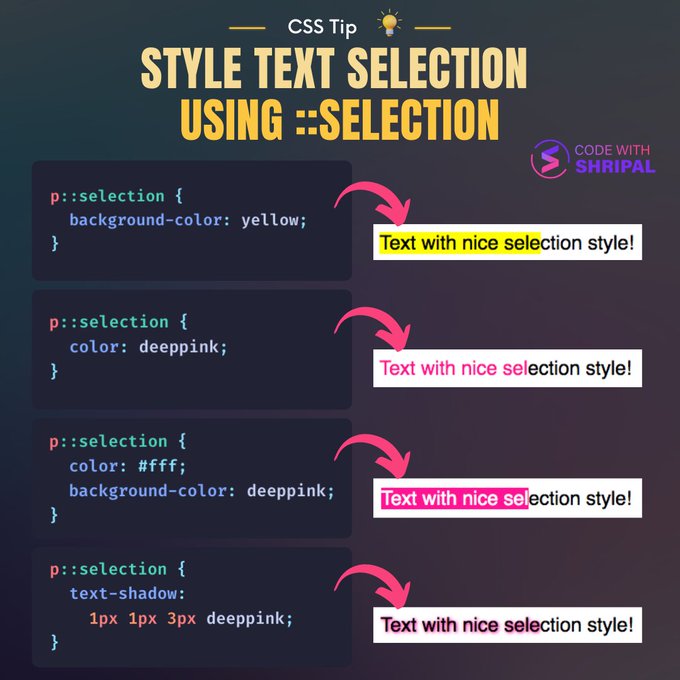 CSS Tip
STYLE TEXT SELECTION
USING ::SELECTION
CODE WITH
SHRIPAL
p::selection {
  background-color: yellow;
}
Text with nice selection style!
p::selection {
  color: deeppink;
}
Text with nice selection style!
p::selection {
  color: #fff;
  background-color: deeppink;
}
Text with nice selection style!
p::selection {
  text-shadow:
    1px 1px 3px deeppink;
}
Text with nice selection style!